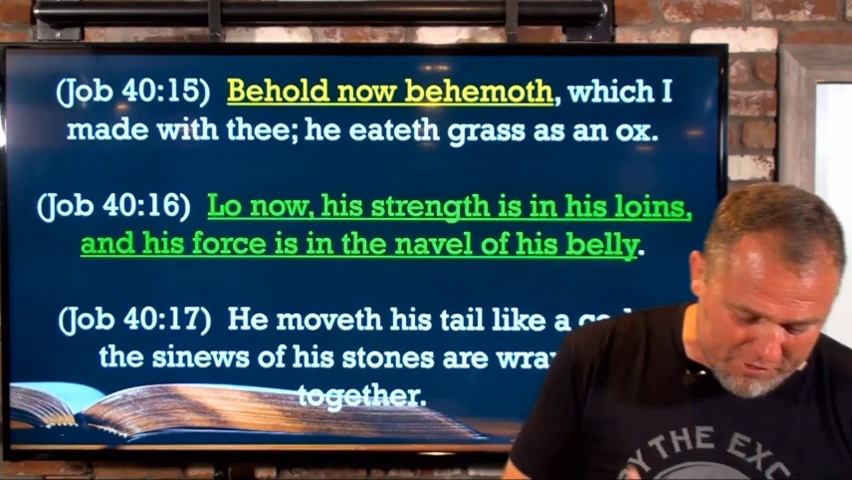 (Job 40:15) Behold now behemoth, which I
made with thee; he eateth grass as an ox.
(Job 40:16) Lo now, his strength is in his loins,
and his force is in the navel of his belly.
(Job 40:17) He moveth his tail like a
the sinews of his stones are
together.
THE